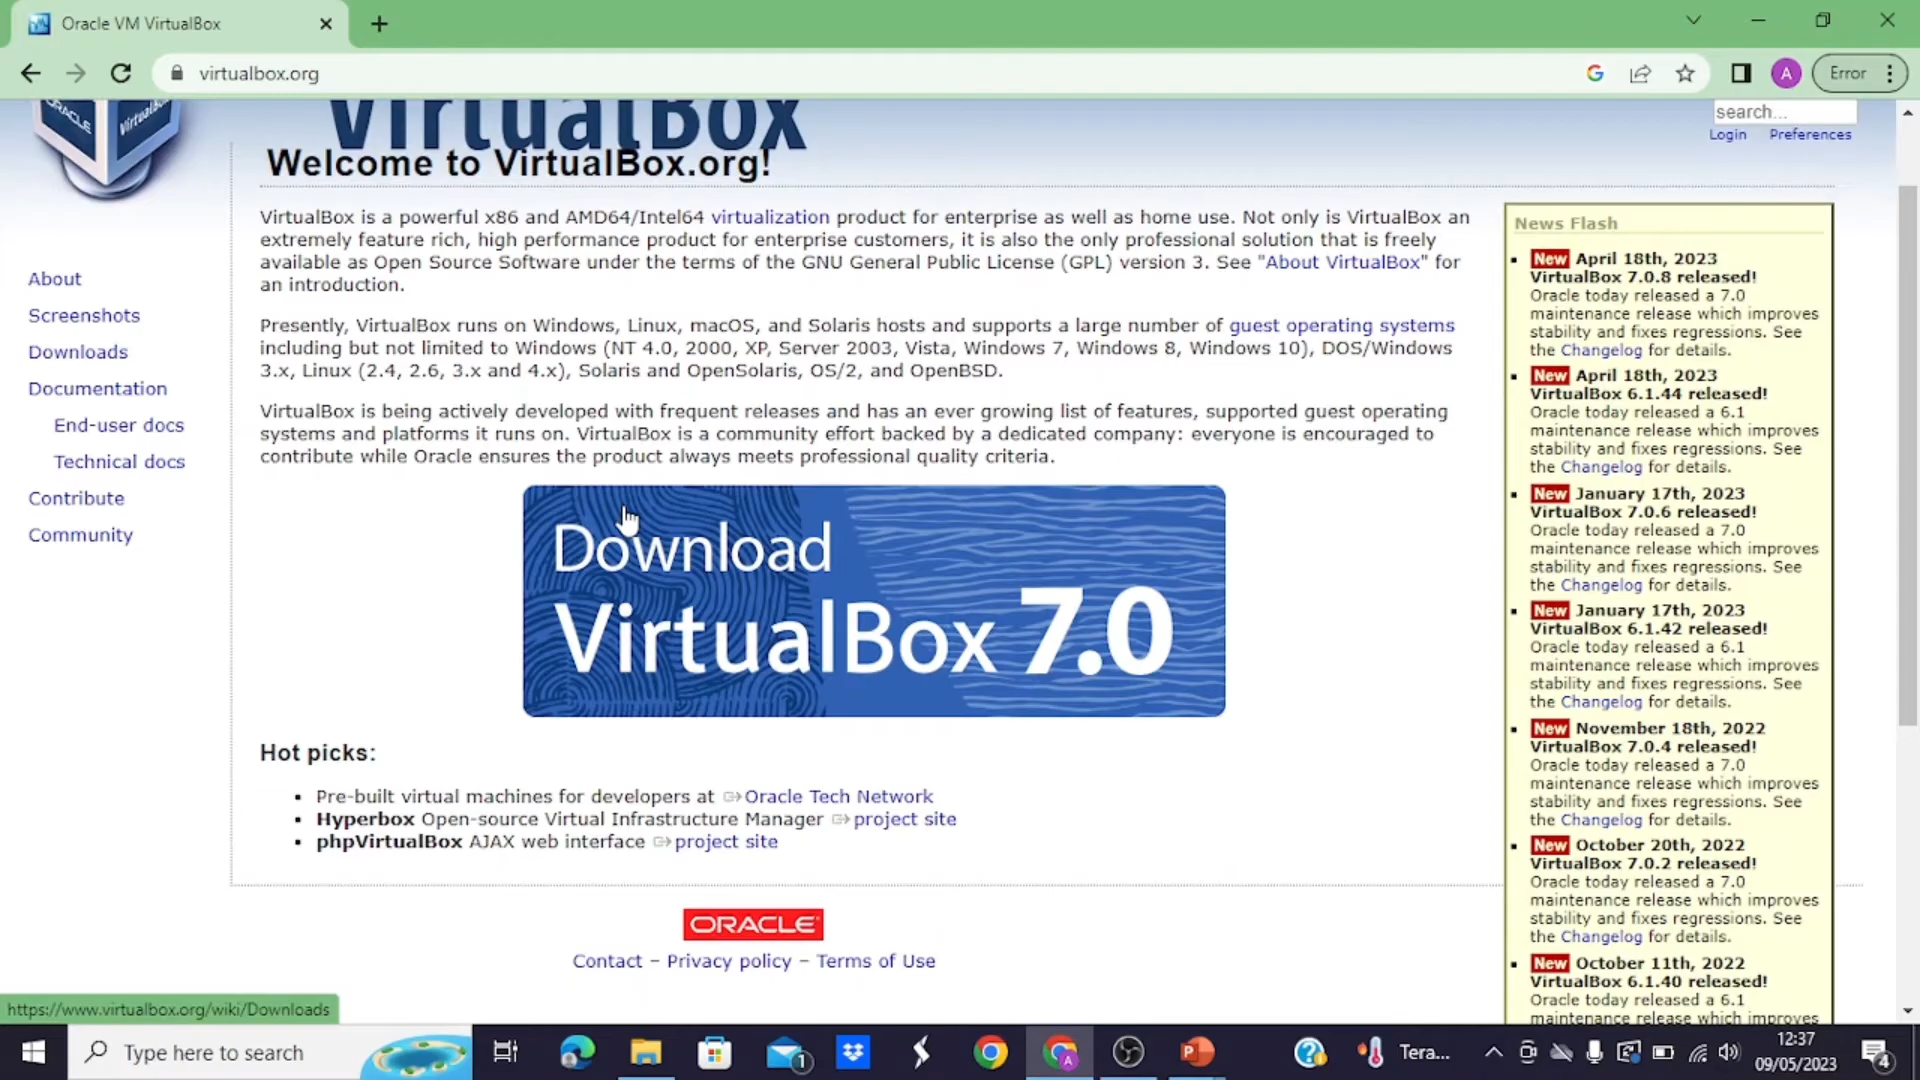 Oracle VM VirtualBox
virtualbox.org
Error
ORACLE
VirtualBox
VirtualBox
search...
Login Preferences
Welcome to VirtualBox.org!
VirtualBox is a powerful x86 and AMD64/Intel64 virtualization product for enterprise as well as home use. Not only is VirtualBox an
extremely feature rich, high performance product for enterprise customers, it is also the only professional solution that is freely
available as Open Source Software under the terms of the GNU General Public License (GPL) version 3. See "About VirtualBox" for
an introduction.
Presently, VirtualBox runs on Windows, Linux, macOS, and Solaris hosts and supports a large number of guest operating systems
including but not limited to Windows (NT 4.0, 2000, XP, Server 2003, Vista, Windows 7, Windows 8, Windows 10), DOS/Windows
3.x, Linux (2.4, 2.6, 3.x and 4.x), Solaris and OpenSolaris, OS/2, and OpenBSD.
VirtualBox is being actively developed with frequent releases and has an ever growing list of features, supported guest operating
systems and platforms it runs on. VirtualBox is a community effort backed by a dedicated company: everyone is encouraged to
contribute while Oracle ensures the product always meets professional quality criteria.
About
Screenshots
Downloads
Documentation
End-user docs
Technical docs
Contribute
Community
Download
VirtualBox 7.0
Hot picks:
Pre-built virtual machines for developers at Oracle Tech Network
Hyperbox Open-source Virtual Infrastructure Manager project site
phpVirtualBox AJAX web interface project site
ORACLE
Contact – Privacy policy – Terms of Use
News Flash
New April 18th, 2023
VirtualBox 7.0.8 released!
Oracle today released a 7.0
maintenance release which improves
stability and fixes regressions. See
the Changelog for details.
New April 18th, 2023
VirtualBox 6.1.44 released!
Oracle today released a 6.1
maintenance release which improves
stability and fixes regressions. See
the Changelog for details.
New January 17th, 2023
VirtualBox 7.0.6 released!
Oracle today released a 7.0
maintenance release which improves
stability and fixes regressions. See
the Changelog for details.
New January 17th, 2023
VirtualBox 6.1.42 released!
Oracle today released a 6.1
maintenance release which improves
stability and fixes regressions. See
the Changelog for details.
New November 18th, 2022
VirtualBox 7.0.4 released!
Oracle today released a 7.0
maintenance release which improves
stability and fixes regressions. See
the Changelog for details.
New October 20th, 2022
VirtualBox 7.0.2 released!
Oracle today released a 7.0
maintenance release which improves
stability and fixes regressions. See
the Changelog for details.
New October 11th, 2022
VirtualBox 6.1.40 released!
Oracle today released a 6.1
maintenance release which improves
https://www.virtualbox.org/wiki/Downloads
Type here to search
1
A
P
Tera...
12:37
09/05/2023
4
A